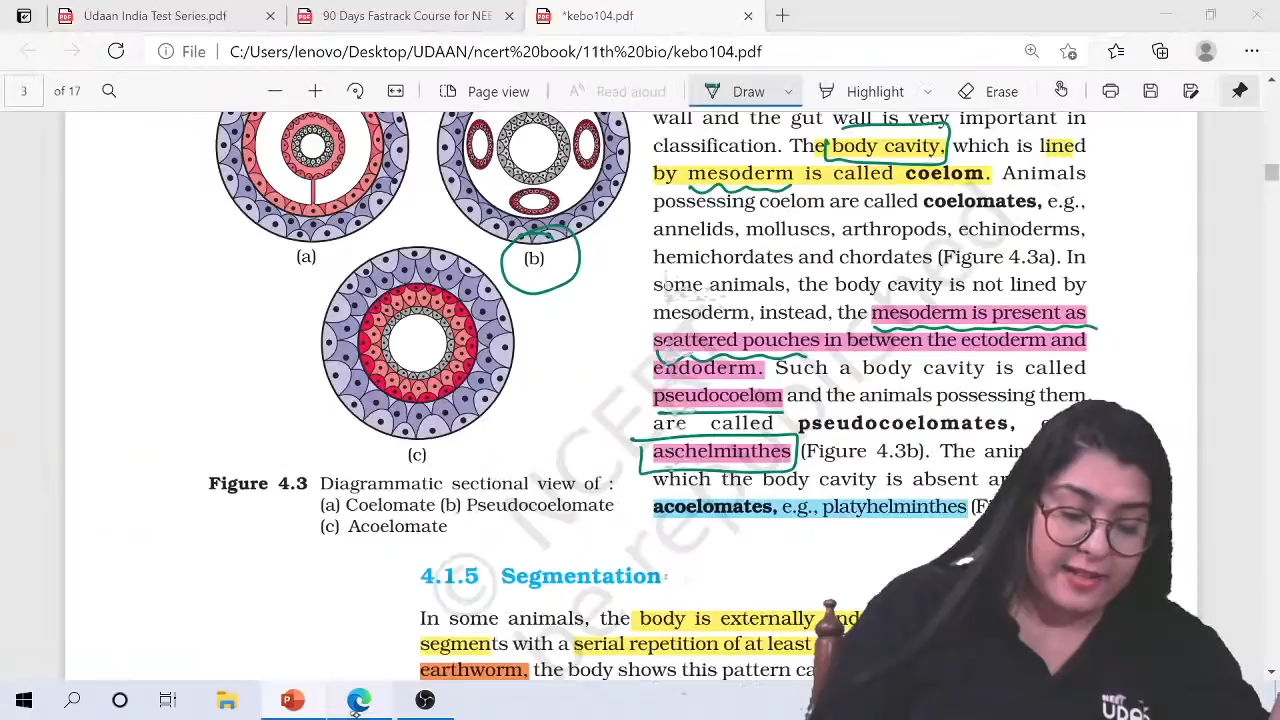 Udaan India Test Series.pdf
90 Days Fastrack Course for NEE
*kebo104.pdf
File C:/Users/lenovo/Desktop/UDAAN/ncert%20book/11th%20bio/kebo104.pdf
3 of 17 Page view Read aloud Draw Highlight Erase
wall and the gut wall is very important in
classification. The body cavity, which is lined
by mesoderm is called coelom. Animals
possessing coelom are called coelomates, e.g.,
annelids, molluscs, arthropods, echinoderms,
hemichordates and chordates (Figure 4.3a). In
some animals, the body cavity is not lined by
mesoderm, instead, the mesoderm is present as
scattered pouches in between the ectoderm and
endoderm. Such a body cavity is called
pseudocoelom and the animals possessing them
are called pseudocoelomates,
aschelminthes (Figure 4.3b). The
which the body cavity is absent
acoelomates, e.g., platyhelminthes
(a)
(b)
(c)
Figure 4.3 Diagrammatic sectional view of :
(a) Coelomate (b) Pseudocoelomate
(c) Acoelomate
4.1.5 Segmentation
In some animals, the body is externally
segments with a serial repetition of at least
earthworm, the body shows this pattern
© NCERT
be republished
NEET